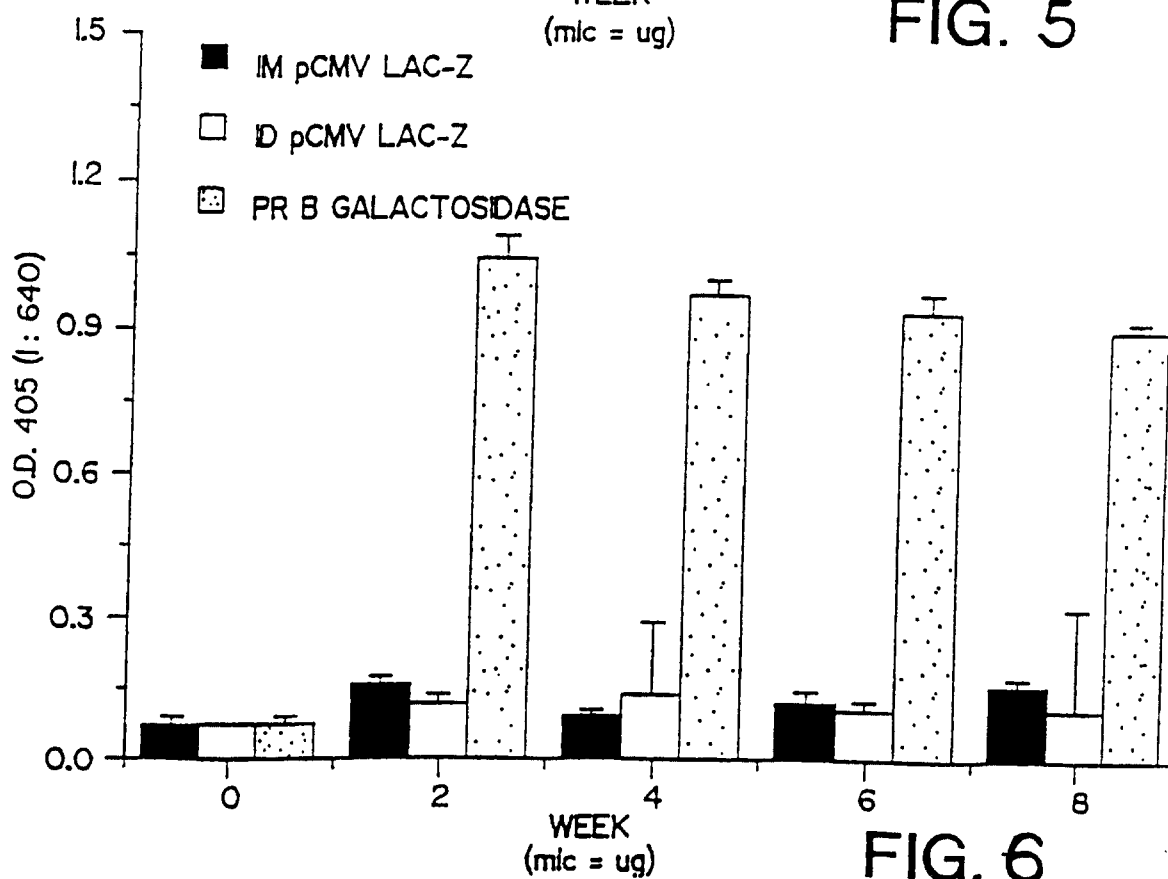 (mic = ug)
FIG. 5
1.5
1.2
0.9
0.6
0.3
0.0
O.D. 405 (1: 640)
IM pCMV LAC-Z
ID pCMV LAC-Z
PR B GALACTOSIDASE
0 2 4 6 8
WEEK
(mic = ug)
FIG. 6